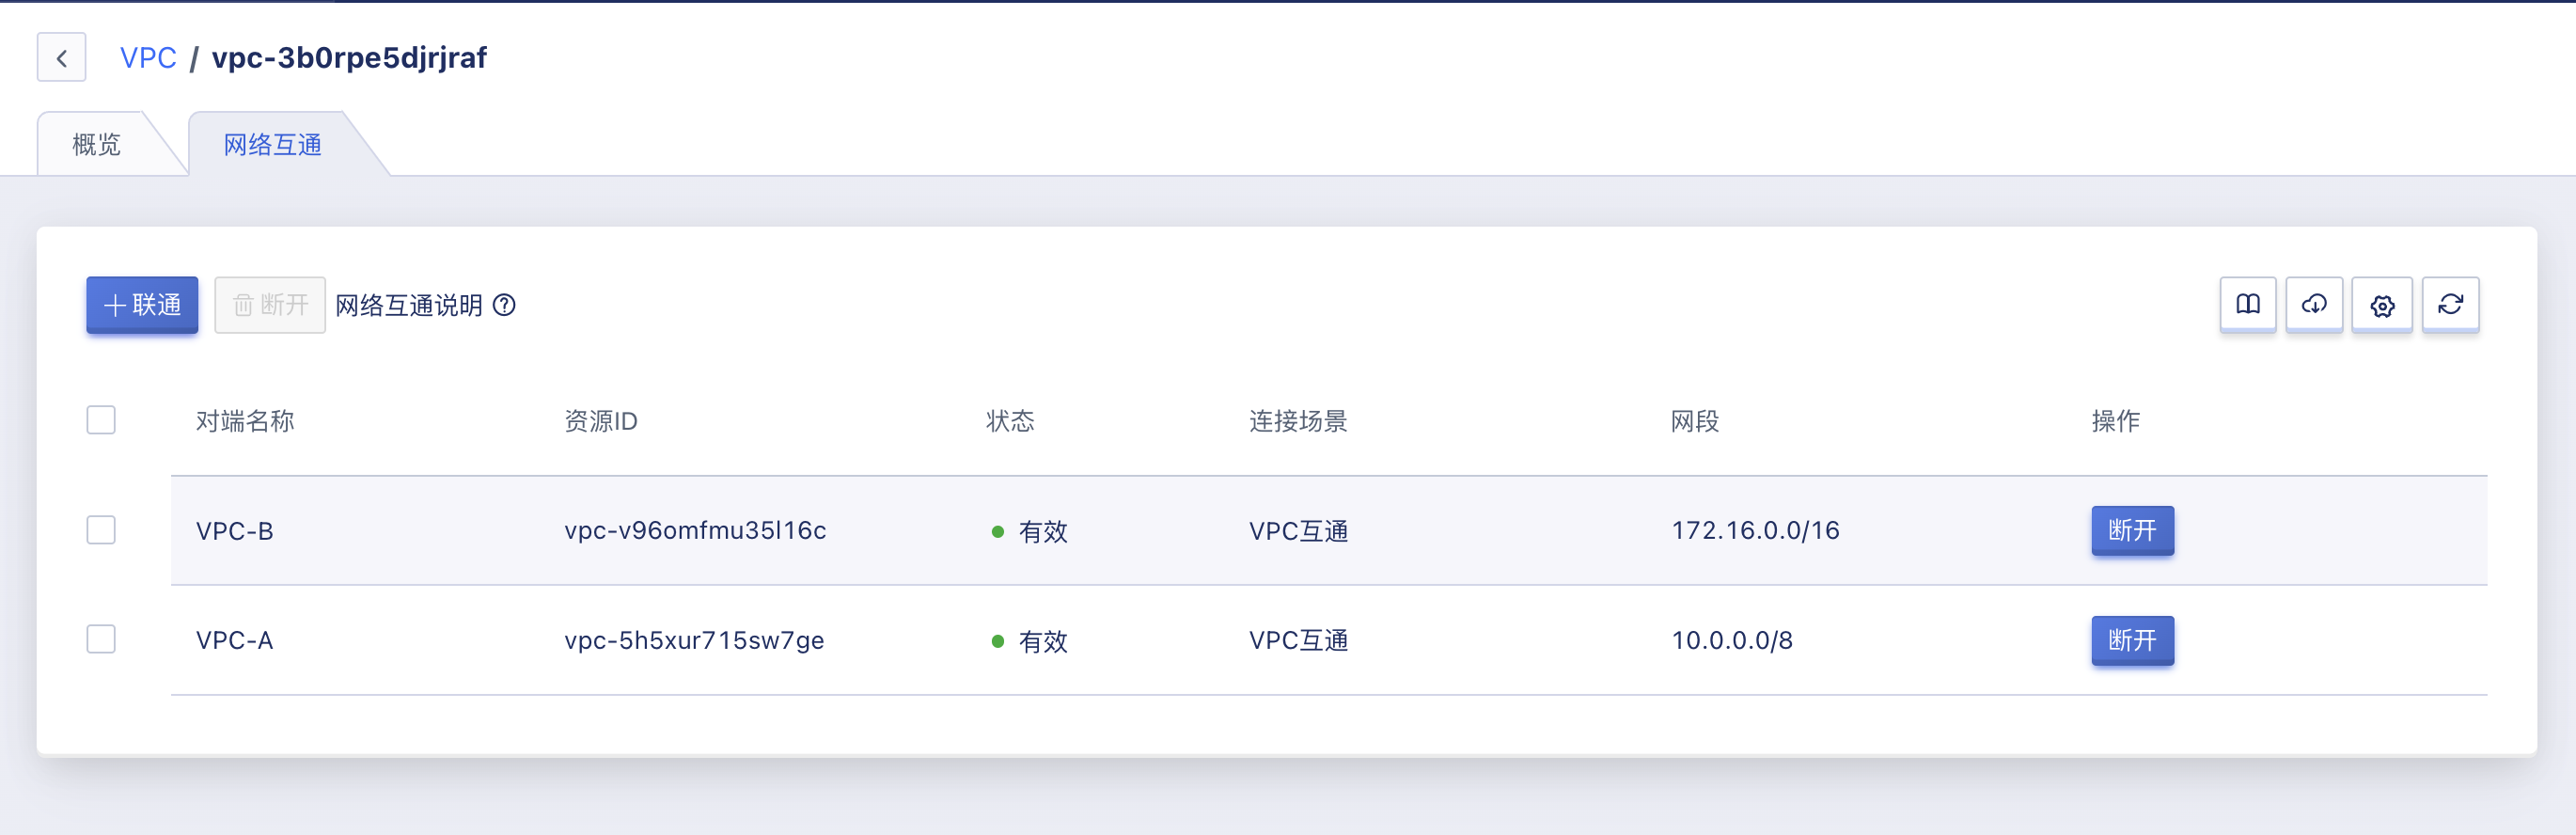 VPC / vpc-3b0rpe5djrjraf
概览 网络互通
联通 断开 网络互通说明
对端名称 资源ID 状态 连接场景 网段 操作
VPC-B vpc-v96omfmu35l16c 有效 VPC互通 172.16.0.0/16 断开
VPC-A vpc-5h5xur715sw7ge 有效 VPC互通 10.0.0.0/8 断开